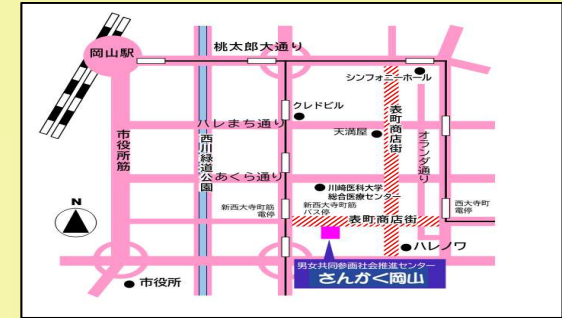 桃太郎大通り
岡山駅
シンフォニーホール
クレドビル
表町商店街
ハレまち通り
天満屋
オランダ通り
市役所筋
西川緑道公園
あくら通り
川﨑医科大学
総合医療センター
N
新西大寺町筋
電停
新西大寺町筋
バス停
西大寺町
電停
表町商店街
ハレノワ
男女共同参画社会推進センター
さんかく岡山
市役所